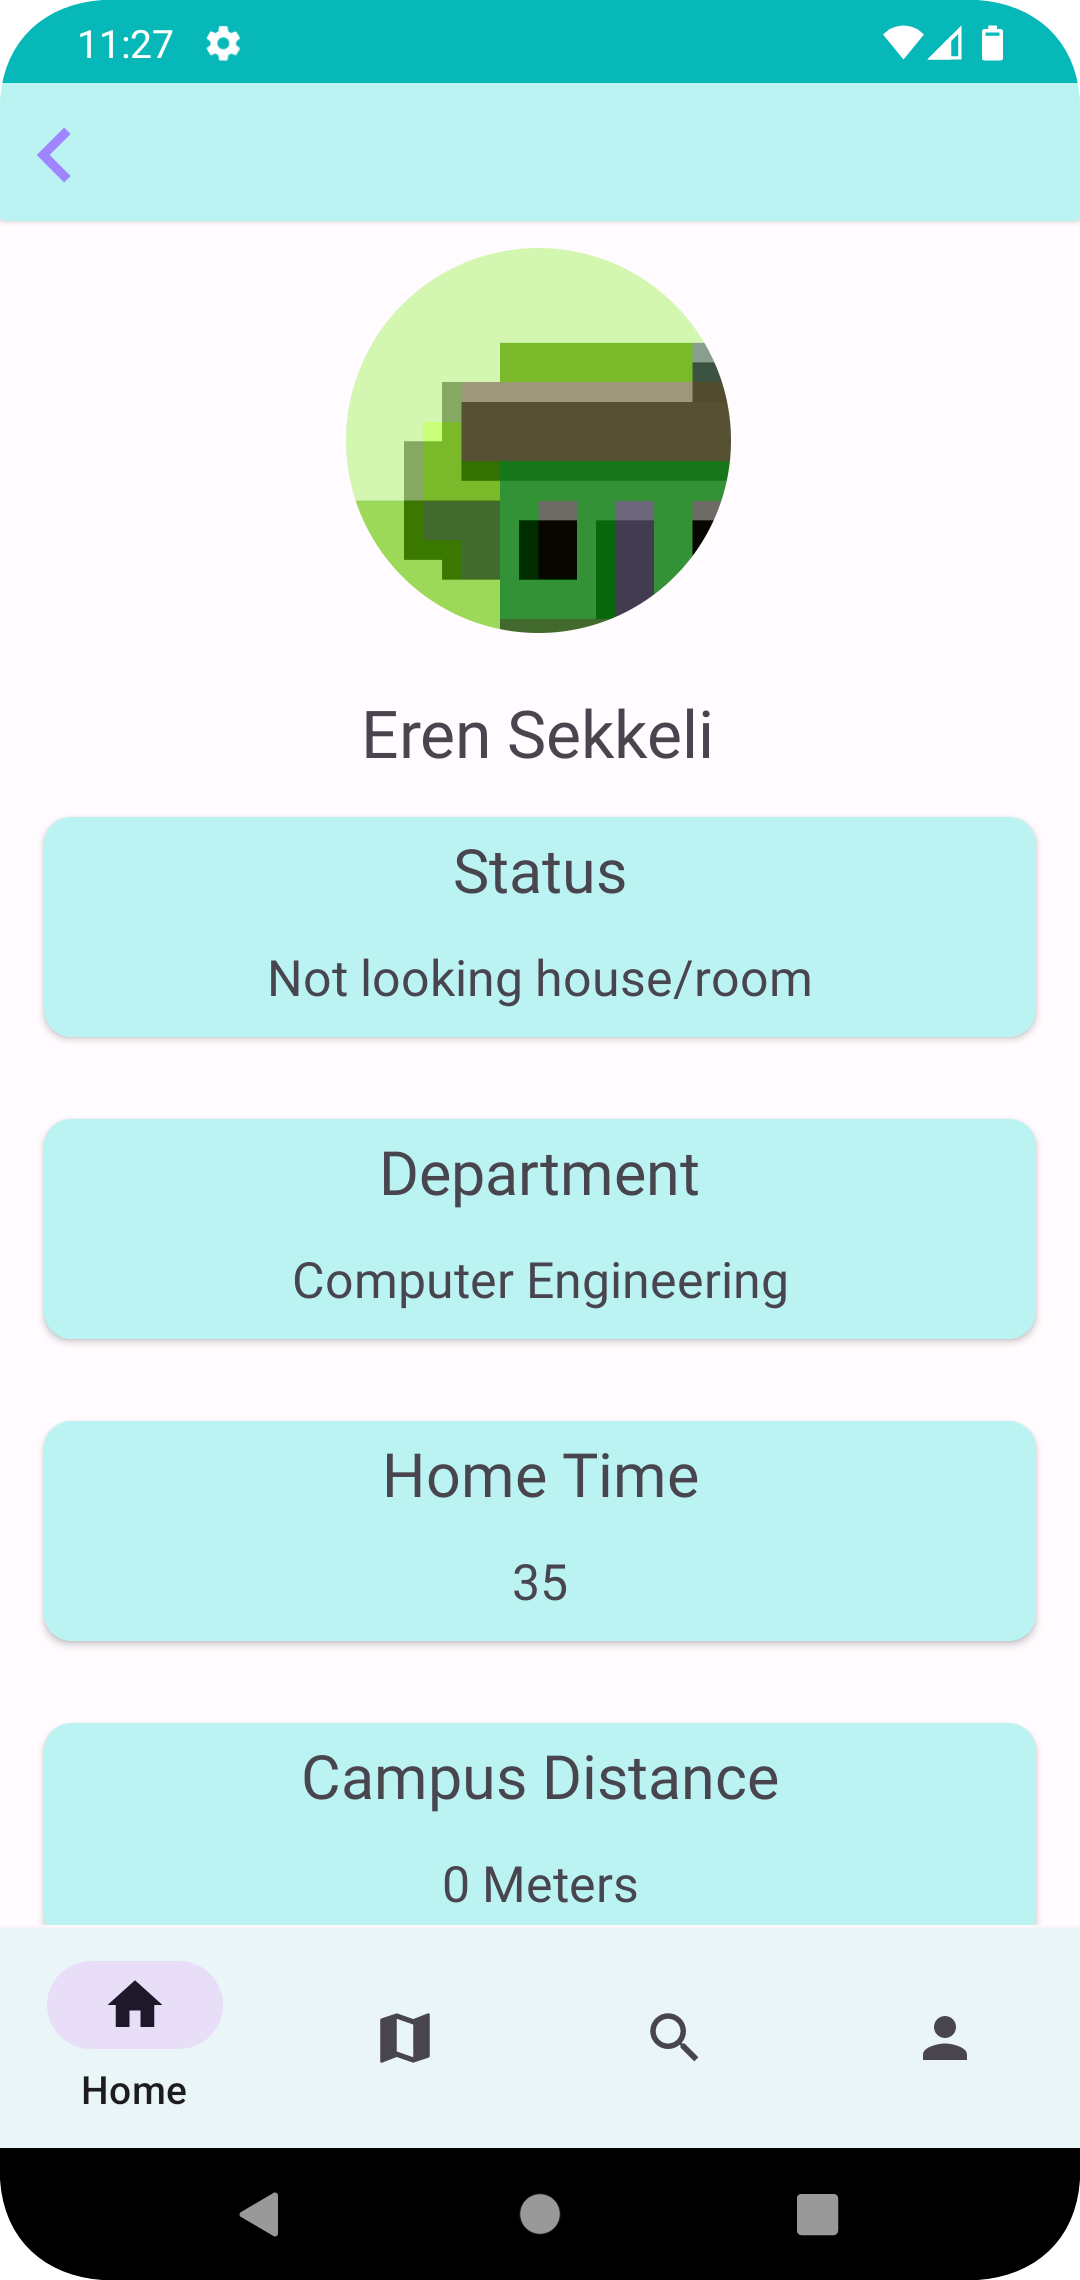 11:27
Eren Sekkeli
Status
Not looking house/room
Department
Computer Engineering
Home Time
35
Campus Distance
0 Meters
Home